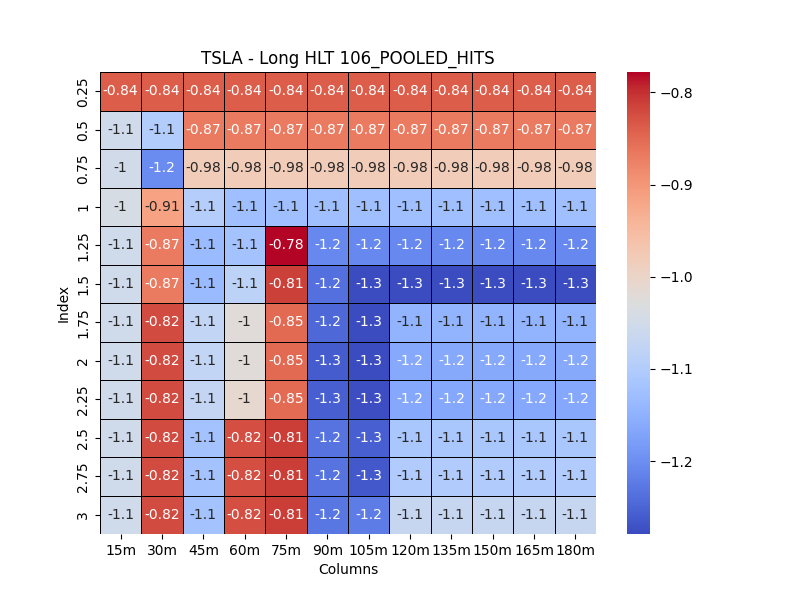 TSLA - Long HLT 106_POOLED_HITS
0.25 -0.84 -0.84 -0.84 -0.84 -0.84 -0.84 -0.84 -0.84 -0.84 -0.84 -0.84 -0.84
0.5 -1.1 -1.1 -0.87 -0.87 -0.87 -0.87 -0.87 -0.87 -0.87 -0.87 -0.87 -0.87
0.75 -1 -1.2 -0.98 -0.98 -0.98 -0.98 -0.98 -0.98 -0.98 -0.98 -0.98 -0.98
1 -1 -0.91 -1.1 -1.1 -1.1 -1.1 -1.1 -1.1 -1.1 -1.1 -1.1 -1.1
1.25 -1.1 -0.87 -1.1 -1.1 -0.78 -1.2 -1.2 -1.2 -1.2 -1.2 -1.2 -1.2
1.5 -1.1 -0.87 -1.1 -1.1 -0.81 -1.2 -1.3 -1.3 -1.3 -1.3 -1.3 -1.3
1.75 -1.1 -0.82 -1.1 -1 -0.85 -1.2 -1.3 -1.1 -1.1 -1.1 -1.1 -1.1
2 -1.1 -0.82 -1.1 -1 -0.85 -1.3 -1.3 -1.2 -1.2 -1.2 -1.2 -1.2
2.25 -1.1 -0.82 -1.1 -1 -0.85 -1.3 -1.3 -1.2 -1.2 -1.2 -1.2 -1.2
2.5 -1.1 -0.82 -1.1 -0.82 -0.81 -1.2 -1.3 -1.1 -1.1 -1.1 -1.1 -1.1
2.75 -1.1 -0.82 -1.1 -0.82 -0.81 -1.2 -1.3 -1.1 -1.1 -1.1 -1.1 -1.1
3 -1.1 -0.82 -1.1 -0.82 -0.81 -1.2 -1.2 -1.1 -1.1 -1.1 -1.1 -1.1
15m 30m 45m 60m 75m 90m 105m 120m 135m 150m 165m 180m
Columns
Index
−0.8
−0.9
−1.0
−1.1
−1.2